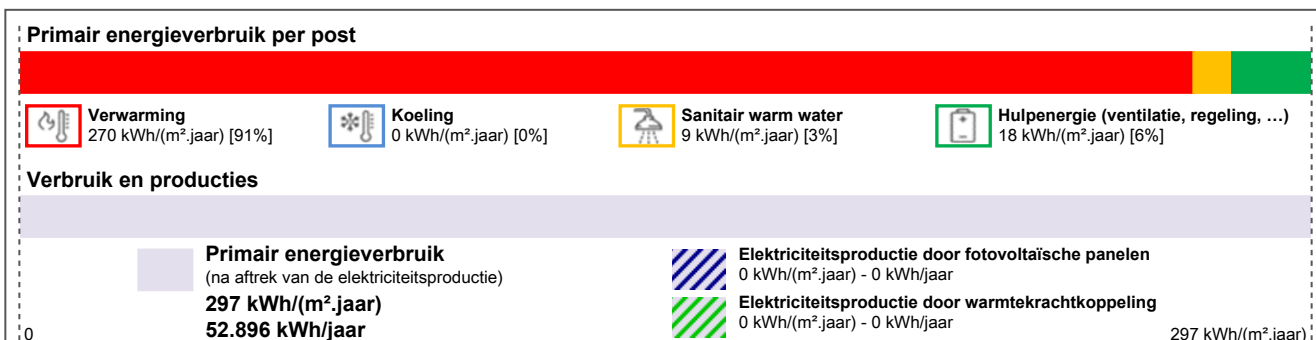 Primair energieverbruik per post
Verwarming
270 kWh/(m².jaar) [91%]
Koeling
0 kWh/(m².jaar) [0%]
Sanitair warm water
9 kWh/(m².jaar) [3%]
Hulpenergie (ventilatie, regeling, …)
18 kWh/(m².jaar) [6%]
Verbruik en producties
Primair energieverbruik
(na aftrek van de elektriciteitsproductie)
297 kWh/(m².jaar)
52.896 kWh/jaar
Elektriciteitsproductie door fotovoltaïsche panelen
0 kWh/(m².jaar) - 0 kWh/jaar
Elektriciteitsproductie door warmtekrachtkoppeling
0 kWh/(m².jaar) - 0 kWh/jaar
0
297 kWh/(m².jaar)